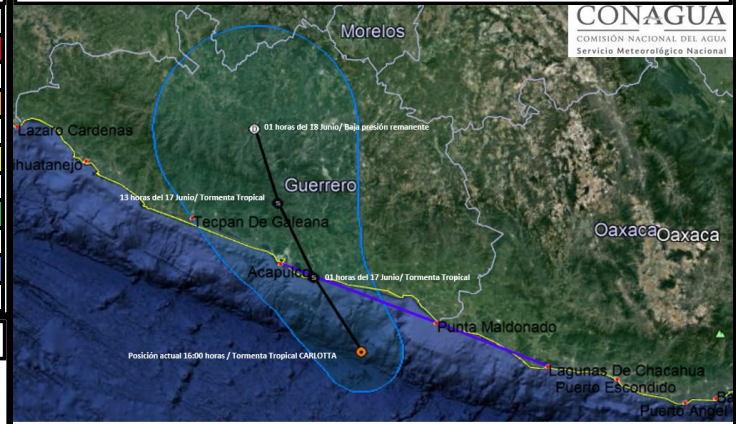 CONAGUA
COMISIÓN NACIONAL DEL AGUA
Servicio Meteorológico Nacional
Morelos
Lazaro Cardenas
01 horas del 18 Junio/ Baja presión remanente
D
ihuatanejo
Guerrero
13 horas del 17 Junio/ Tormenta Tropical
S
Tecpan De Galeana
Oaxaca
Oaxaca
Acapulco
S
01 horas del 17 Junio/ Tormenta Tropical
Punta Maldonado
Posición actual 16:00 horas / Tormenta Tropical CARLOTTA
Lagunas De Chacahua
Puerto Escondido
Ba
Puerto Angel